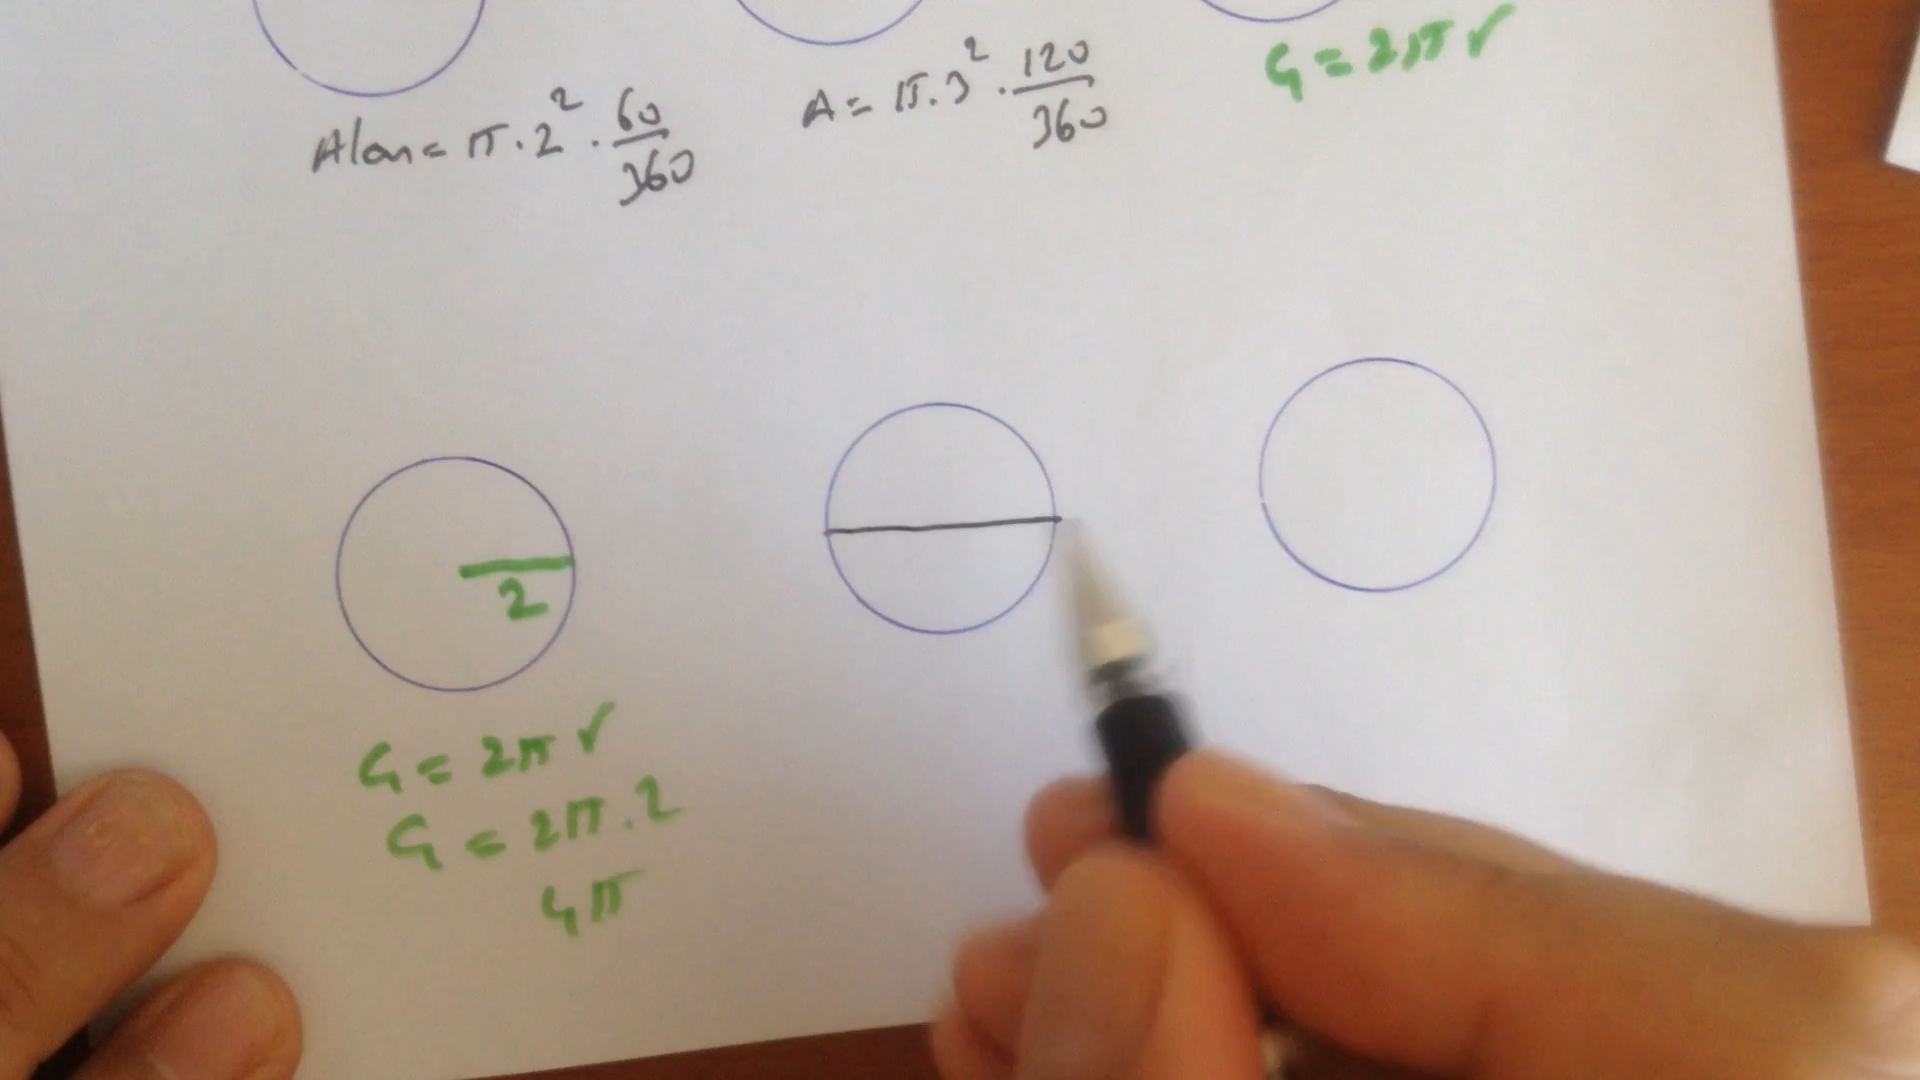 Alan = π.2² . 60/360
A = π.3² . 120/360
Ç = 2πr
2
Ç = 2πr
Ç = 2π.2
4π